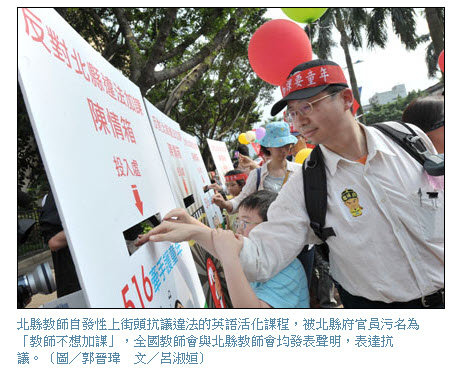 反對北縣違法加課
陳情箱
投入處
516
要童年
北縣教師自發性上街頭抗議違法的英語活化課程，被北縣府官員污名為
「教師不想加課」，全國教師會與北縣教師會均發表聲明，表達抗
議。〔圖／郭晉瑋　文／呂淑姮〕